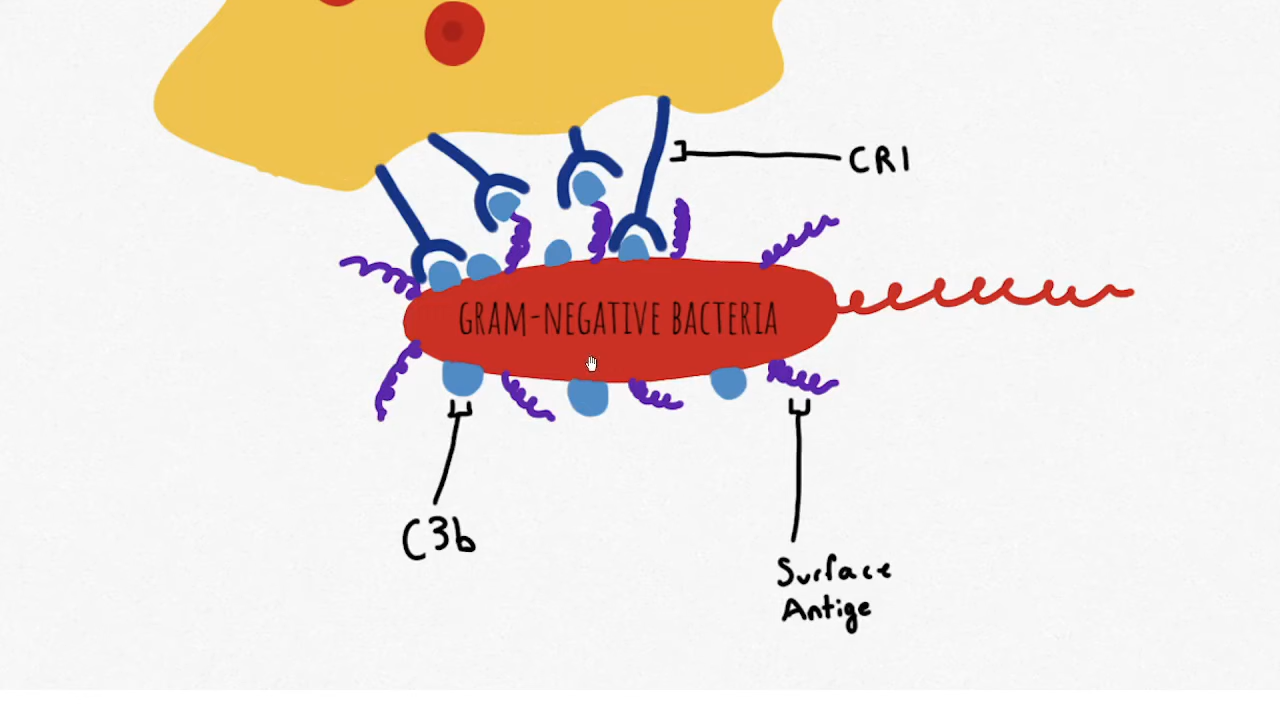 CR1
GRAM-NEGATIVE BACTERIA
C3b
Surface
Antige